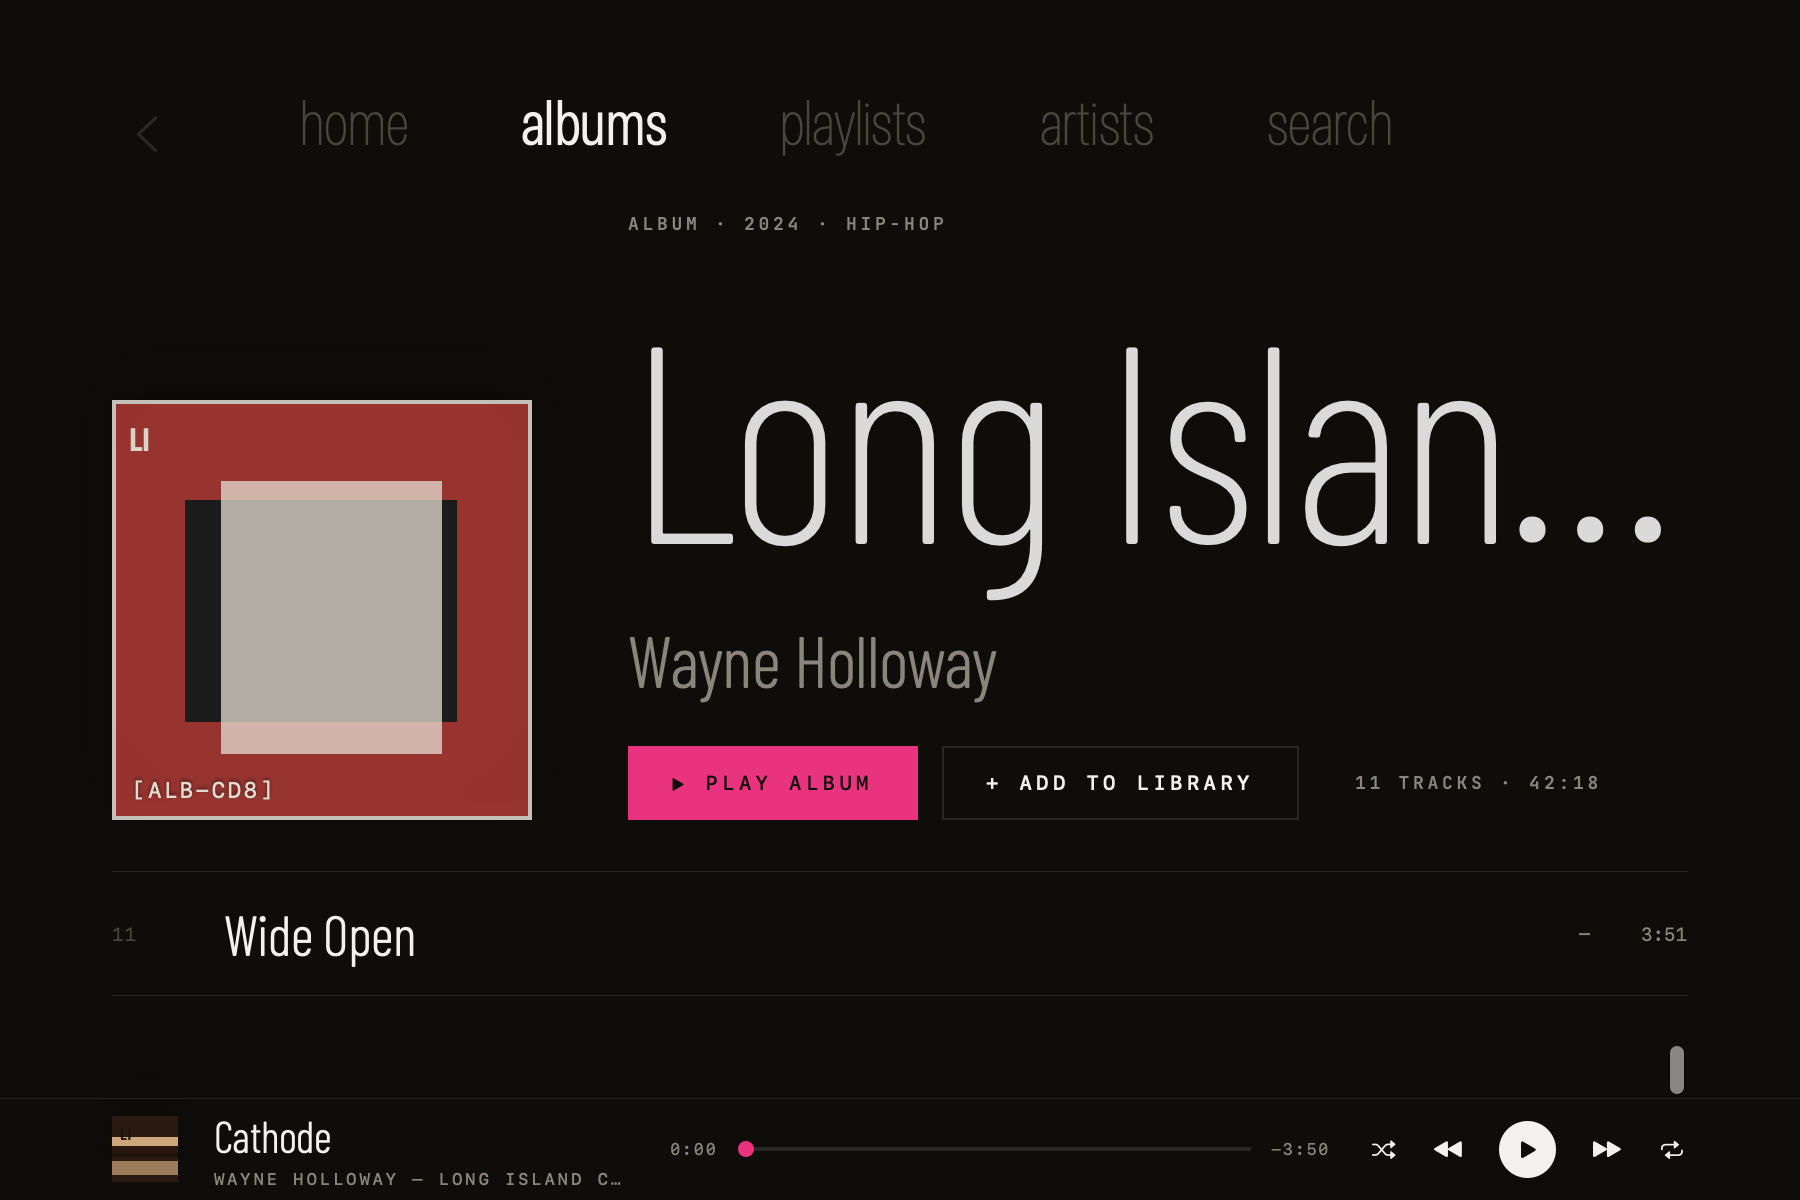 home albums playlists artists search
ALBUM · 2024 · HIP-HOP
Long Islan...
LI
Wayne Holloway
[ALB—CD8]
▶ PLAY ALBUM
+ ADD TO LIBRARY
11 TRACKS · 42:18
11 Wide Open — 3:51
LI
Cathode
WAYNE HOLLOWAY — LONG ISLAND C…
0:00
—3:50